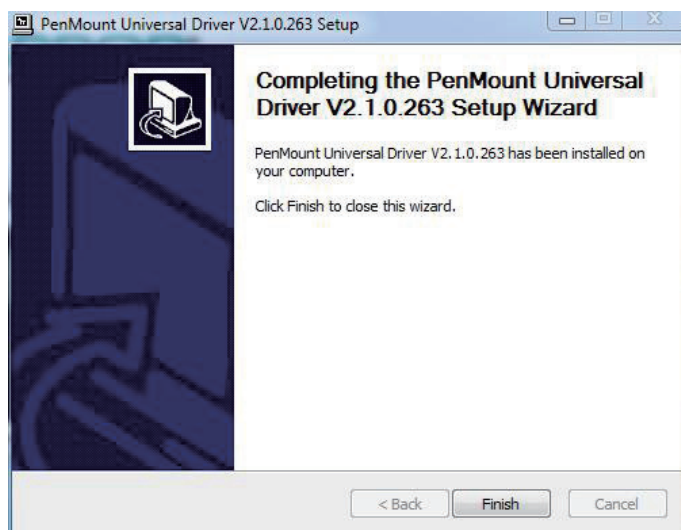 PenMount Universal Driver V2.1.0.263 Setup
Completing the PenMount Universal
Driver V2.1.0.263 Setup Wizard
PenMount Universal Driver V2.1.0.263 has been installed on
your computer.
Click Finish to close this wizard.
< Back
Finish
Cancel